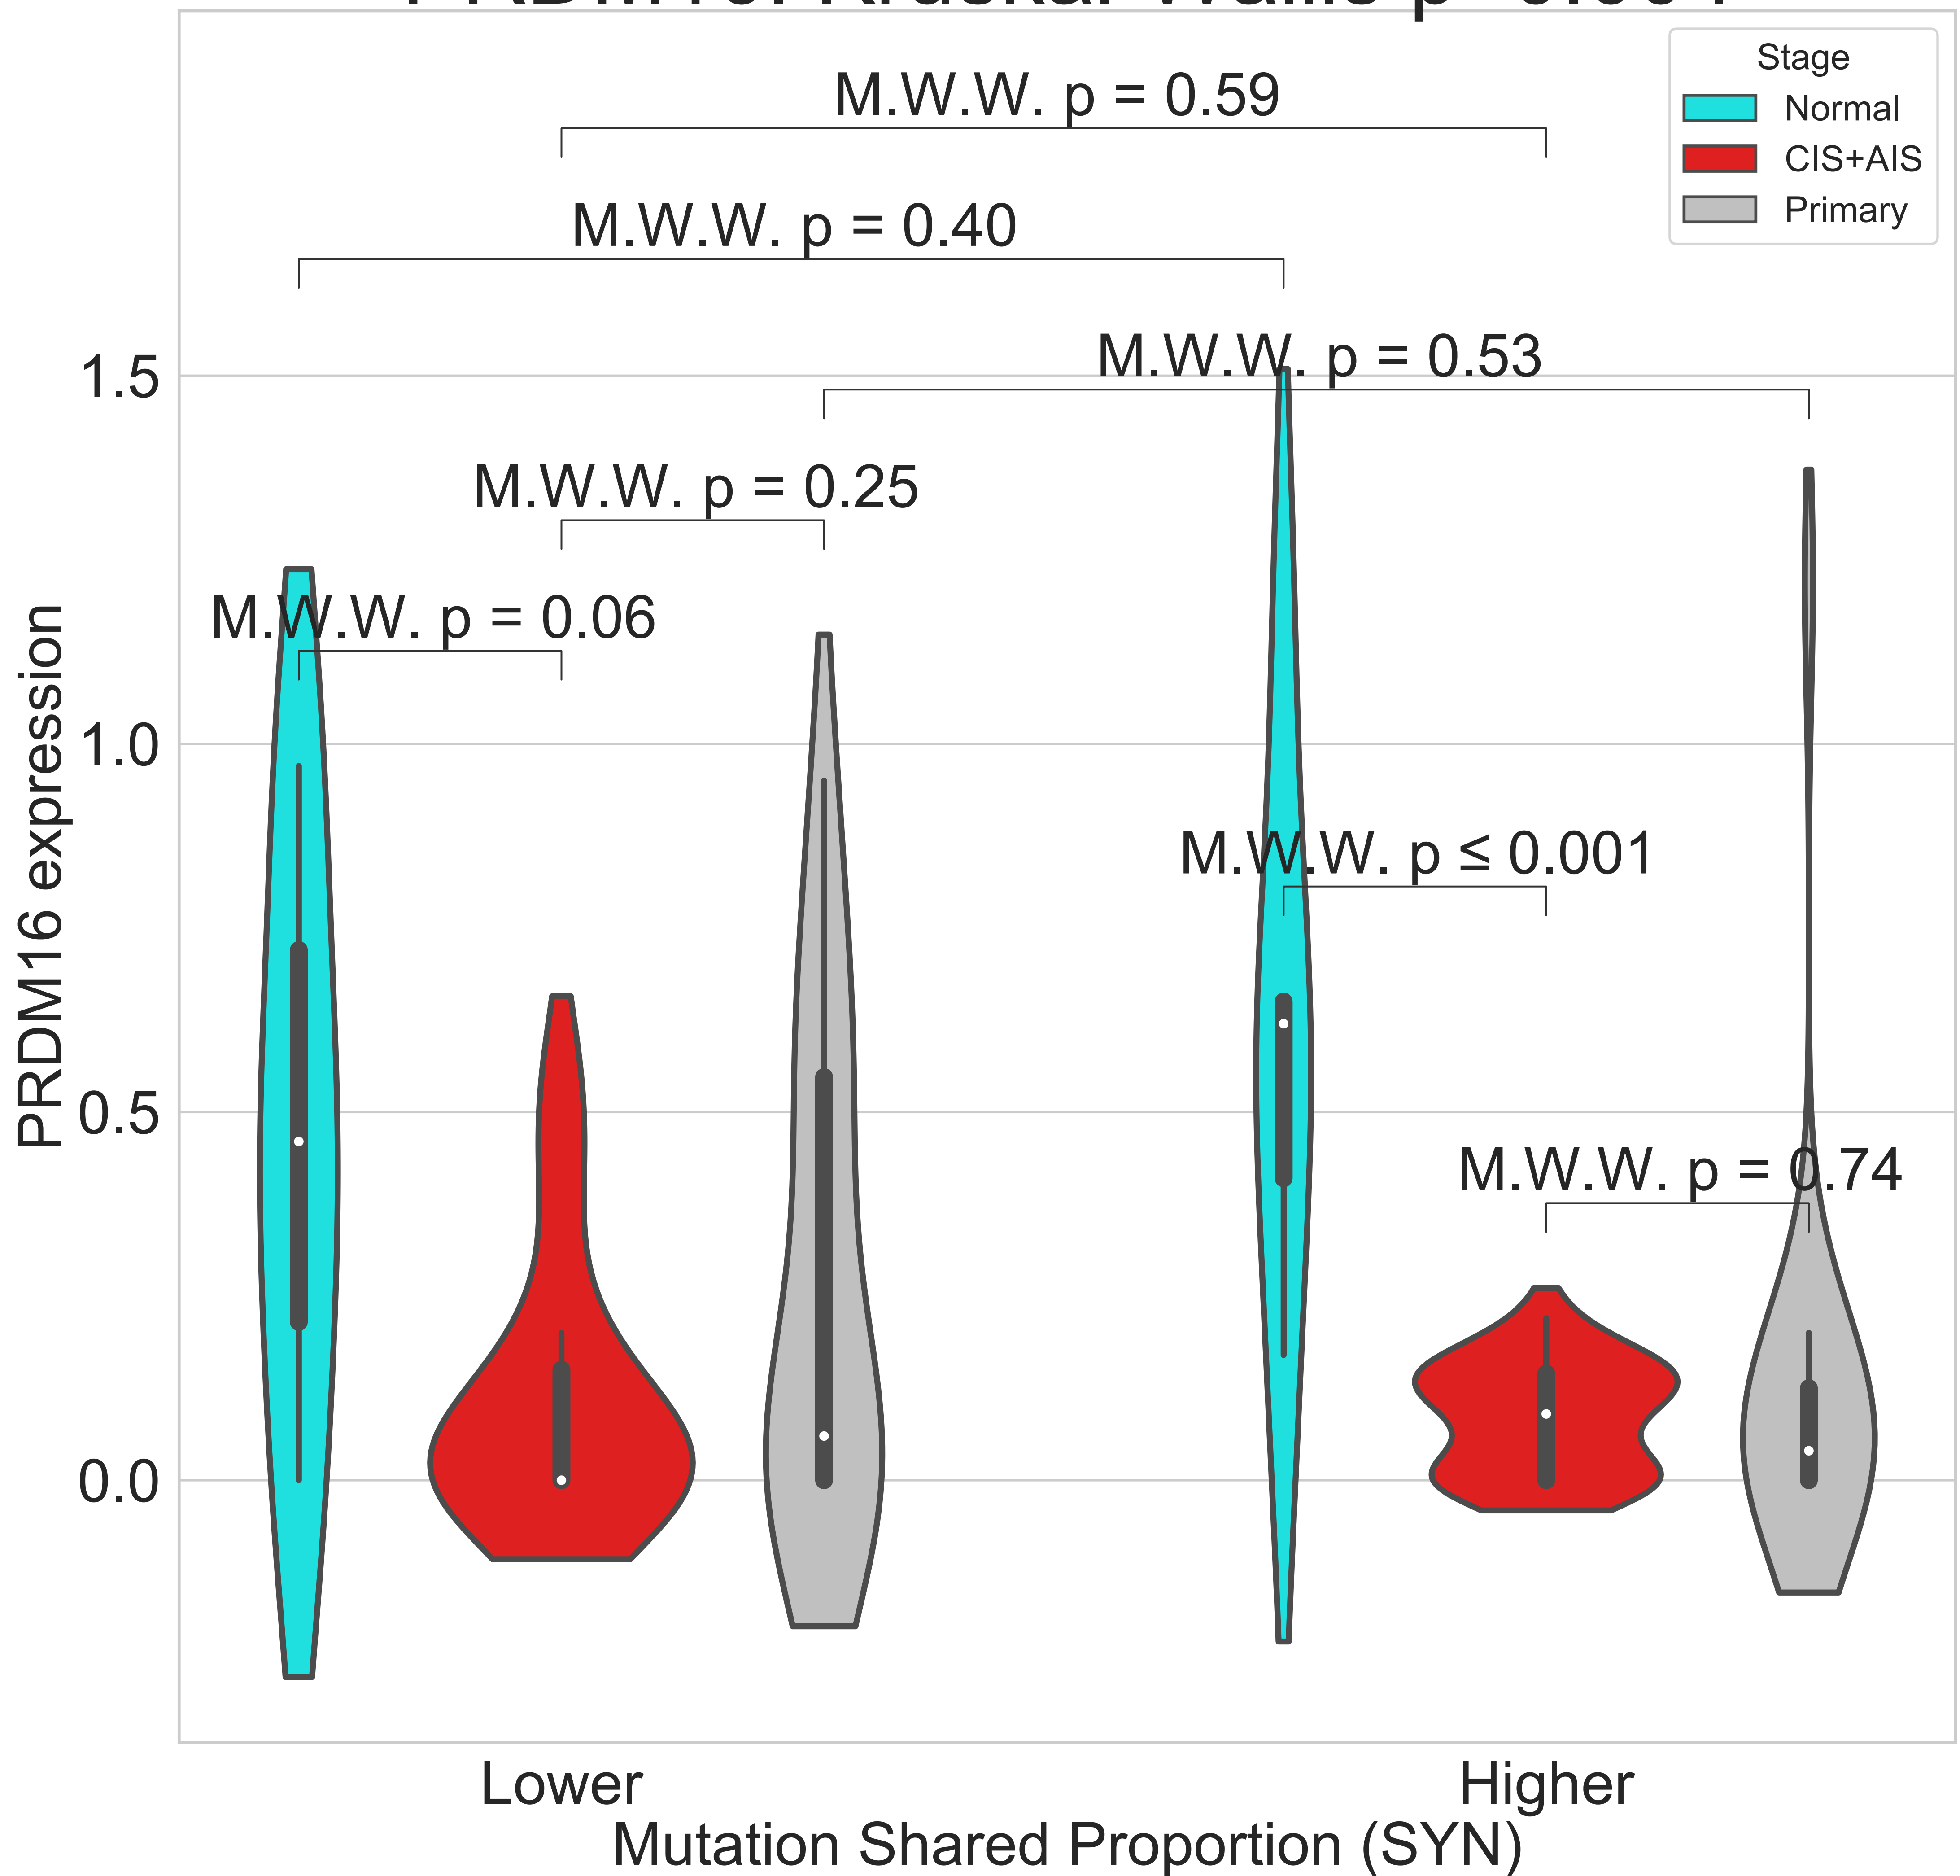 Stage
Normal
CIS+AIS
Primary
M.W.W. p = 0.59
M.W.W. p = 0.40
M.W.W. p = 0.53
M.W.W. p = 0.25
M.W.W. p = 0.06
M.W.W. p ≤ 0.001
M.W.W. p = 0.74
PRDM16 expression
1.5
1.0
0.5
0.0
Lower
Higher
Mutation Shared Proportion (SYN)